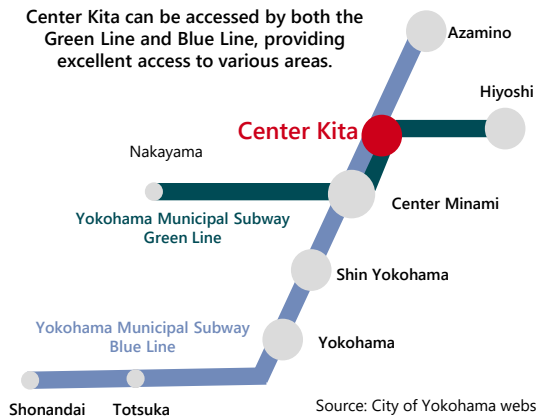 Center Kita can be accessed by both the
Green Line and Blue Line, providing
excellent access to various areas.
Azamino
Hiyoshi
Center Kita
Nakayama
Center Minami
Yokohama Municipal Subway
Green Line
Shin Yokohama
Yokohama Municipal Subway
Blue Line
Yokohama
Shonandai
Totsuka
Source: City of Yokohama webs